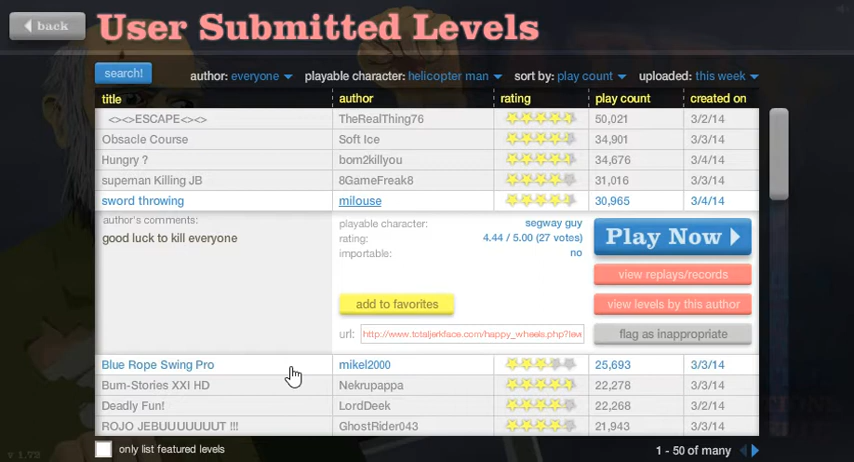 back
User Submitted Levels
search! author: everyone playable character: helicopter man sort by: play count uploaded: this week
title author rating play count created on
<><>ESCAPE<><> TheRealThing76 50,021 3/2/14
Obsacle Course Soft Ice 34,901 3/3/14
Hungry ? born2killyou 34,676 3/4/14
supeman Killing JB 8GameFreak8 31,016 3/3/14
sword throwing milouse 30,965 3/4/14
author's comments:
good luck to kill everyone
playable character: segway guy
rating: 4.44 / 5.00 (27 votes)
importable: no
Play Now
view replays/records
add to favorites
view levels by this author
url: http://www.totaljerkface.com/happy_wheels.php?leve
flag as inappropriate
Blue Rope Swing Pro mikel2000 25,693 3/3/14
Bum-Stories XXI HD Nekrupappa 22,278 3/3/14
Deadly Fun! LordDeek 22,268 3/2/14
ROJO JEBUUUUUUUT !!! GhostRider043 21,943 3/3/14
only list featured levels
1 - 50 of many
v 1.72